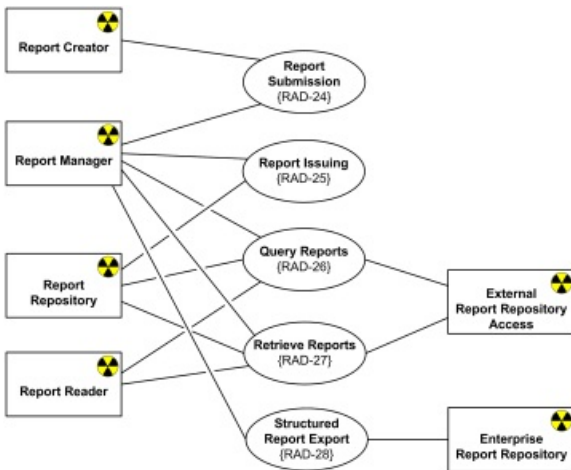 Report Creator
Report
Submission
{RAD-24}
Report Manager
Report Issuing
{RAD-25}
Query Reports
{RAD-26}
Report
Repository
External
Report Repository
Access
Retrieve Reports
{RAD-27}
Report Reader
Structured
Report Export
{RAD-28}
Enterprise
Report Repository